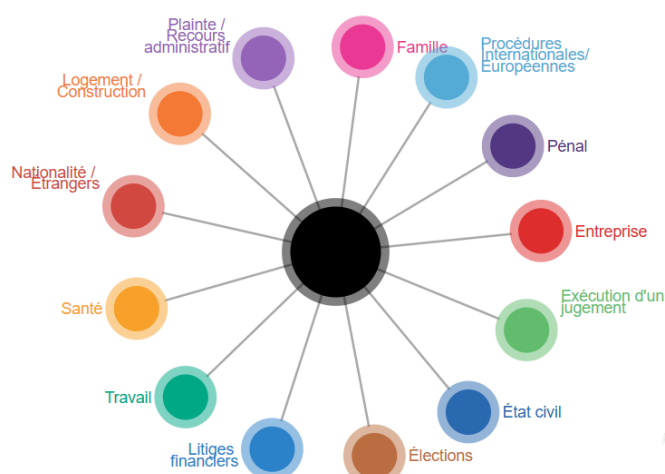 Plainte /
Recours
administratif
Famille
Procédures
Internationales/
Européennes
Logement /
Construction
Pénal
Nationalité /
Etrangers
Entreprise
Exécution d'un
jugement
Santé
Travail
État civil
Litiges
financiers
Élections